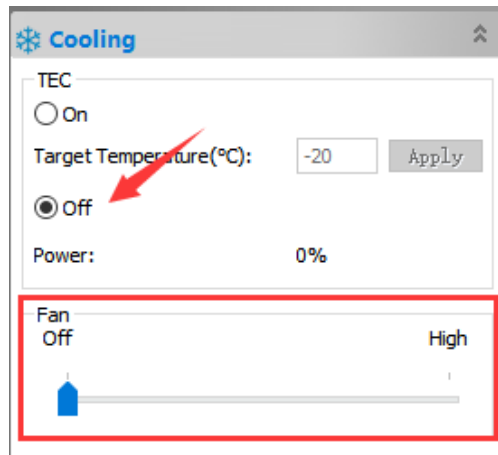 Cooling
TEC
On
Target Temperature(°C): -20 Apply
Off
Power: 0%
Fan
Off High